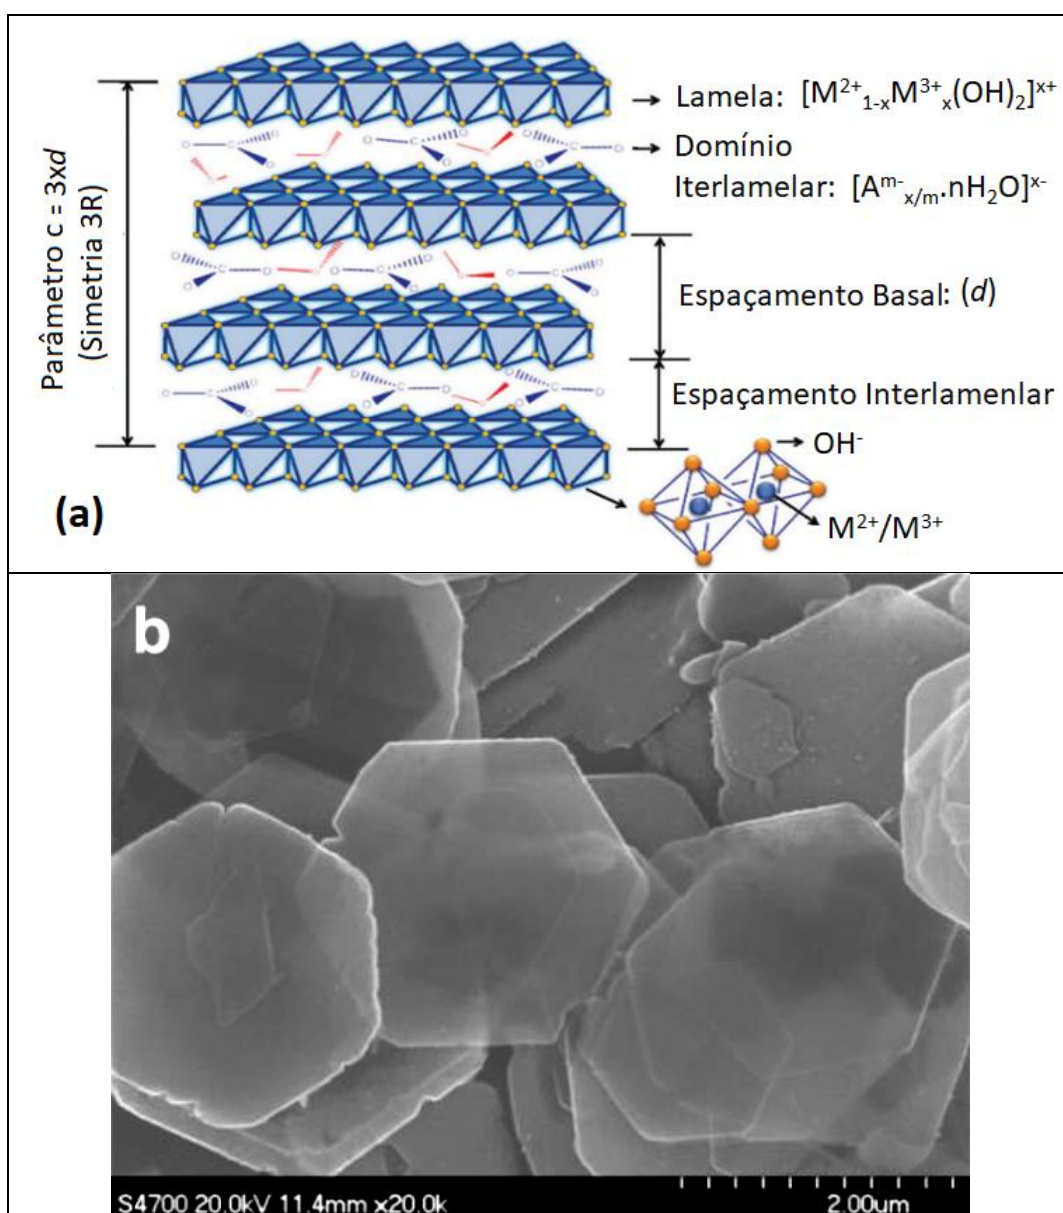 Parâmetro c = 3xd
(Simetria 3R)
Lamela: [M²⁺₁₋ₓM³⁺ₓ(OH)₂]ˣ⁺
Domínio
Iterlamelar: [Aᵐ⁻ₓ/ₘ.nH₂O]ˣ⁻
Espaçamento Basal: (d)
Espaçamento Interlamenlar
OH⁻
M²⁺/M³⁺
(a)
b
S4700 20.0kV 11.4mm x20.0k 2.00um